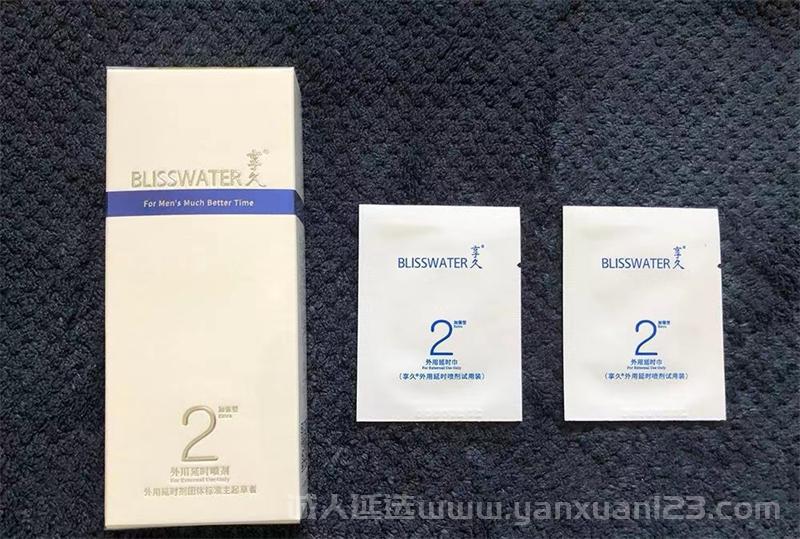 BLISSWATER 享久®
For Men's Much Better Time
2 加强型
Extra
外用延时喷剂
For External Use Only
外用延时剂团体标准主起草者
BLISSWATER 享久®
2 加强型
Extra
外用延时巾
For External Use Only
(享久®外用延时喷剂试用装)
BLISSWATER 享久®
2 加强型
Extra
外用延时巾
For External Use Only
(享久®外用延时喷剂试用装)
诚人延选www.yanxuan123.com